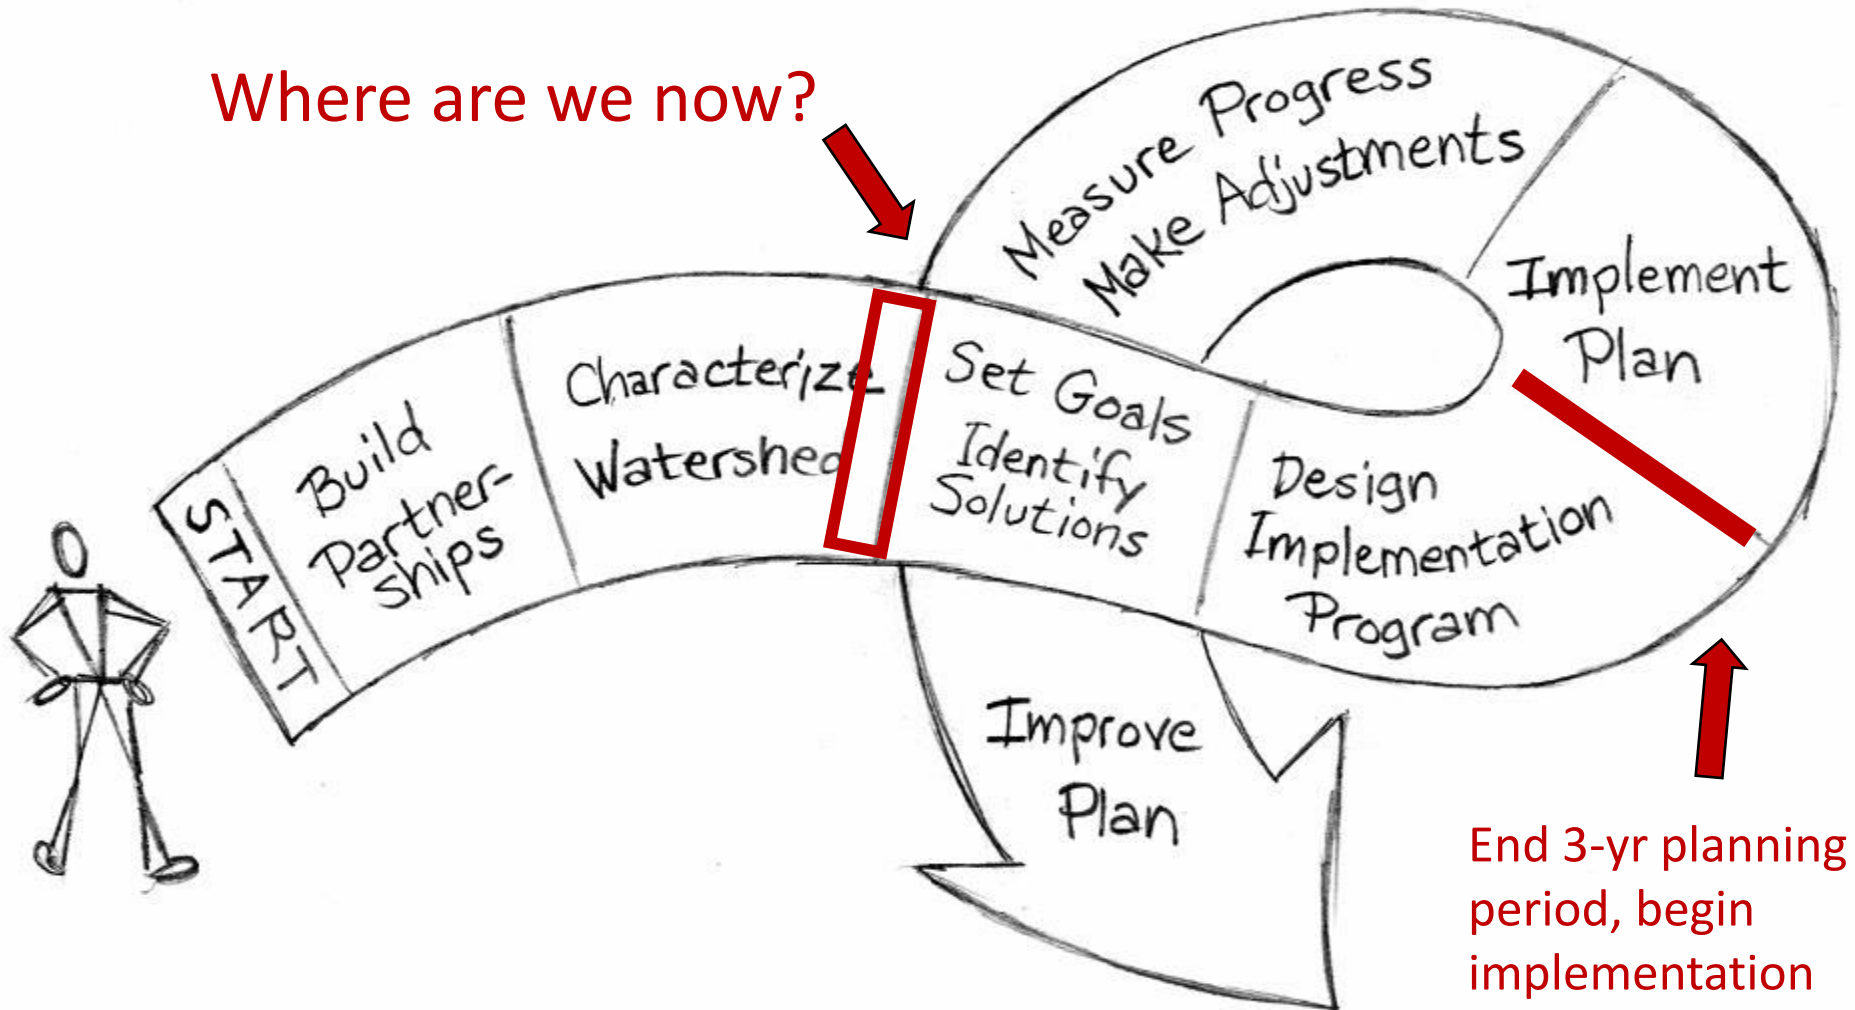 Where are we now?
START
Build
Partner-
ships
Characterize
Watershed
Set Goals
Identify
Solutions
Design
Implementation
Program
Implement
Plan
Measure Progress
Make Adjustments
Improve
Plan
End 3-yr planning
period, begin
implementation